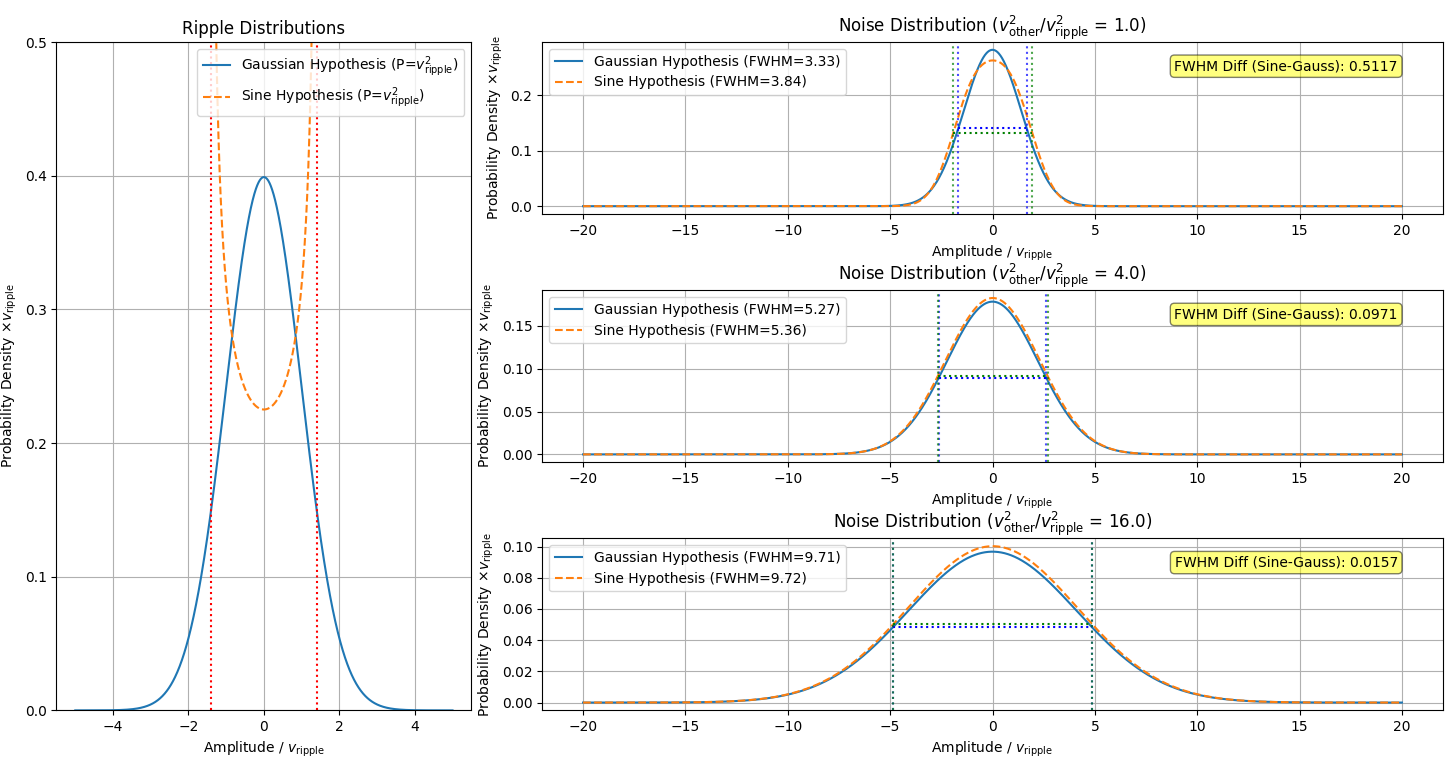 Ripple Distributions
Gaussian Hypothesis (P=v²ripple)
Sine Hypothesis (P=v²ripple)
0.5
0.4
0.3
0.2
0.1
0.0
Probability Density ×vripple
−4 −2 0 2 4
Amplitude / vripple
Noise Distribution (v²other/v²ripple = 1.0)
Gaussian Hypothesis (FWHM=3.33)
Sine Hypothesis (FWHM=3.84)
FWHM Diff (Sine-Gauss): 0.5117
0.2
0.1
0.0
Probability Density ×vripple
−20 −15 −10 −5 0 5 10 15 20
Amplitude / vripple
Noise Distribution (v²other/v²ripple = 4.0)
Gaussian Hypothesis (FWHM=5.27)
Sine Hypothesis (FWHM=5.36)
FWHM Diff (Sine-Gauss): 0.0971
0.15
0.10
0.05
0.00
Probability Density ×vripple
−20 −15 −10 −5 0 5 10 15 20
Amplitude / vripple
Noise Distribution (v²other/v²ripple = 16.0)
Gaussian Hypothesis (FWHM=9.71)
Sine Hypothesis (FWHM=9.72)
FWHM Diff (Sine-Gauss): 0.0157
0.10
0.08
0.06
0.04
0.02
0.00
Probability Density ×vripple
−20 −15 −10 −5 0 5 10 15 20
Amplitude / vripple